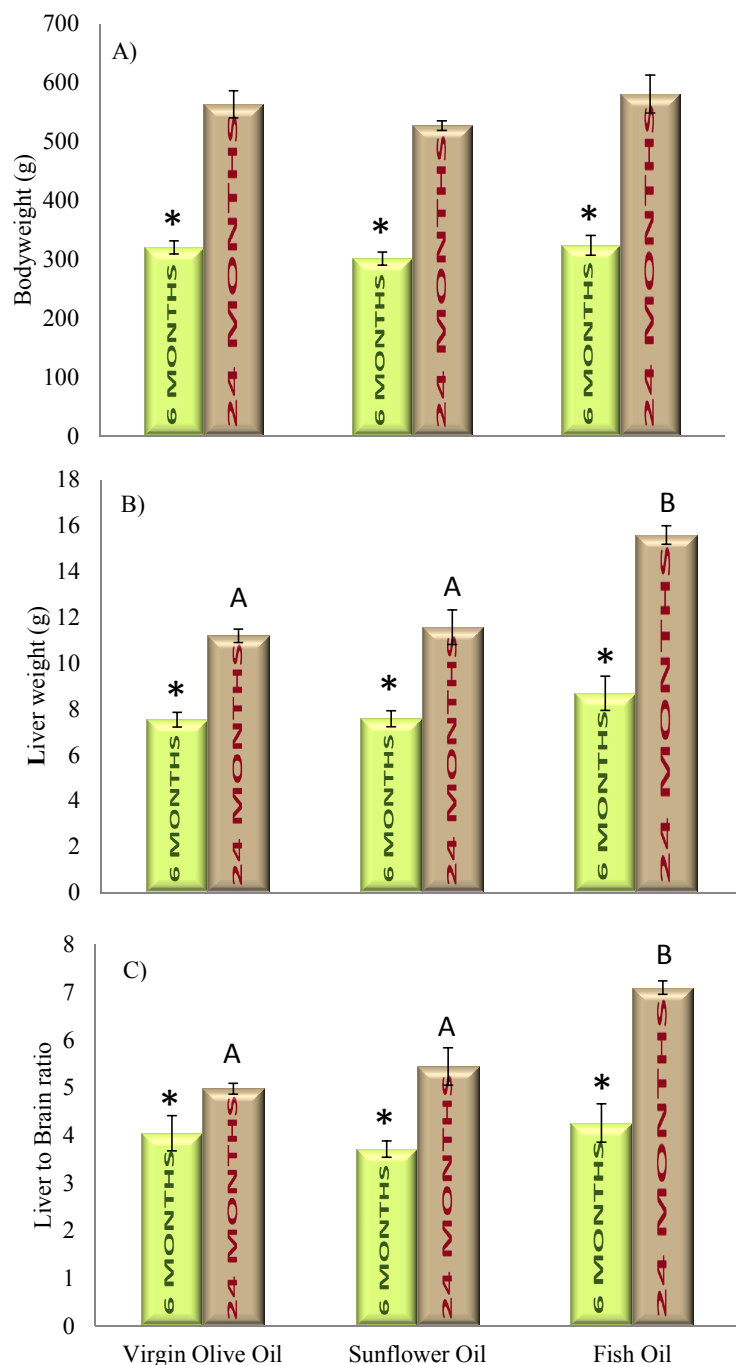 A)
Bodyweight (g)
700
600
500
400
300
200
100
0
*
*
*
6 MONTHS
24 MONTHS
6 MONTHS
24 MONTHS
6 MONTHS
24 MONTHS
B)
Liver weight (g)
18
16
14
12
10
8
6
4
2
0
*
A
*
A
*
B
6 MONTHS
24 MONTHS
6 MONTHS
24 MONTHS
6 MONTHS
24 MONTHS
C)
Liver to Brain ratio
8
7
6
5
4
3
2
1
0
*
A
*
A
*
B
6 MONTHS
24 MONTHS
6 MONTHS
24 MONTHS
6 MONTHS
24 MONTHS
Virgin Olive Oil
Sunflower Oil
Fish Oil